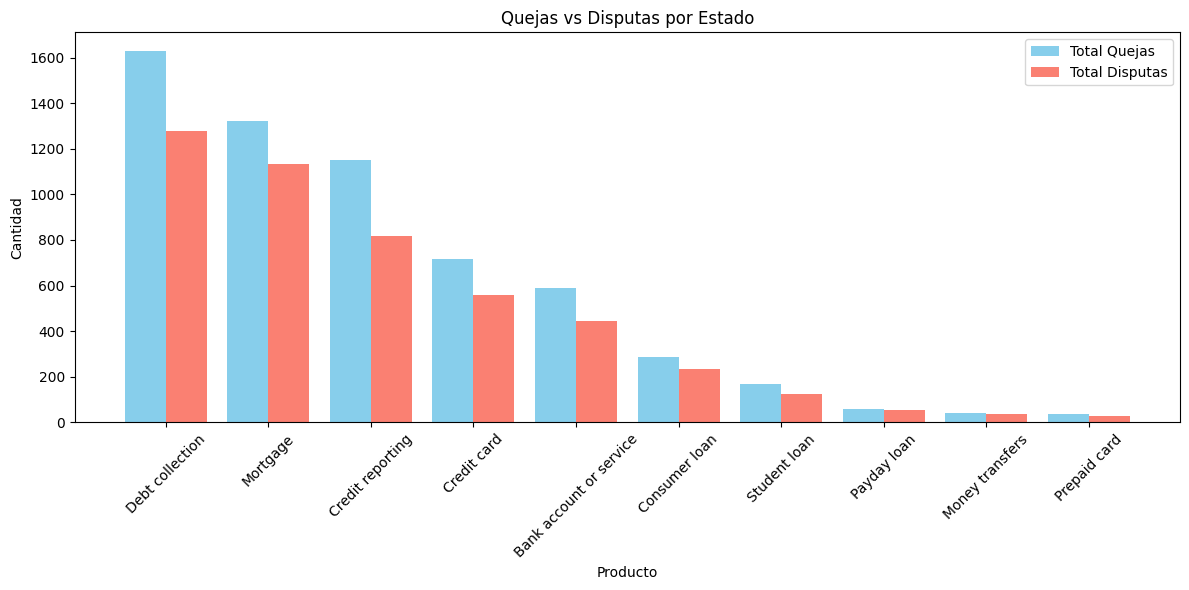 Quejas vs Disputas por Estado
Total Quejas
Total Disputas
Cantidad
1600
1400
1200
1000
800
600
400
200
0
Debt collection
Mortgage
Credit reporting
Credit card
Bank account or service
Consumer loan
Student loan
Payday loan
Money transfers
Prepaid card
Producto